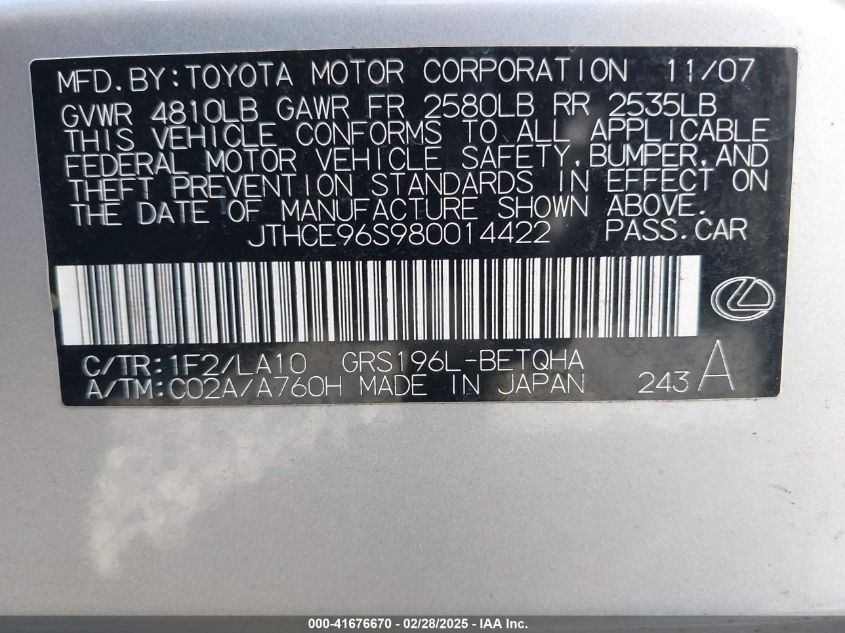 MFD. BY: TOYOTA MOTOR CORPORATION 11/07
GVWR 4810LB GAWR FR 2580LB RR 2535LB
THIS VEHICLE CONFORMS TO ALL APPLICABLE
FEDERAL MOTOR VEHICLE SAFETY, BUMPER, AND
THEFT PREVENTION STANDARDS IN EFFECT ON
THE DATE OF MANUFACTURE SHOWN ABOVE.
JTHCE96S980014422 PASS. CAR
C/TR: 1F2/LA10 GRS196L-BETQHA
A/TM: C02A/A760H MADE IN JAPAN 243 A
000-41676670 - 02/28/2025 - IAA Inc.